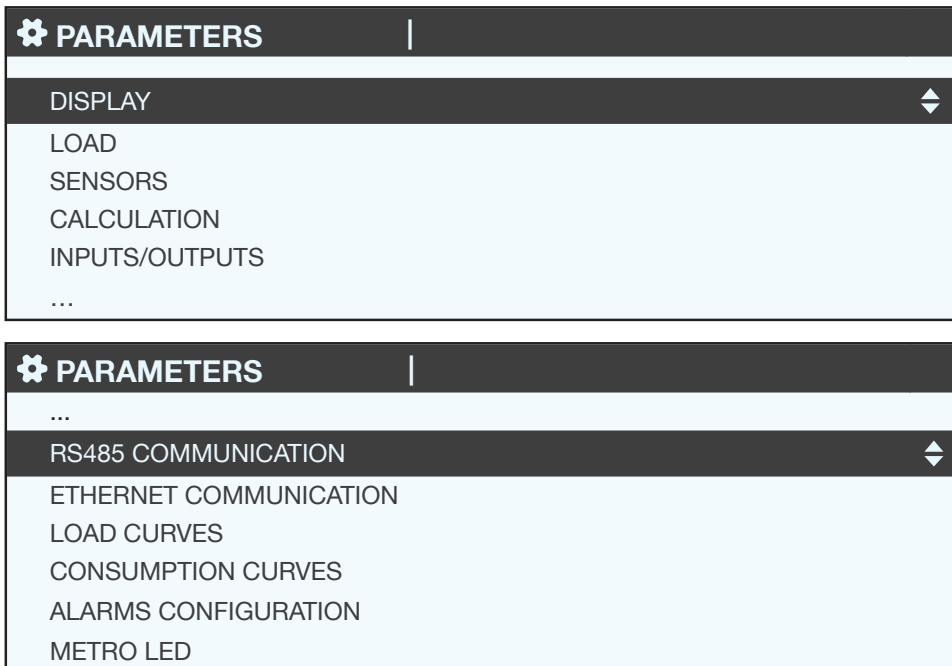 PARAMETERS |
DISPLAY
LOAD
SENSORS
CALCULATION
INPUTS/OUTPUTS
…
PARAMETERS |
...
RS485 COMMUNICATION
ETHERNET COMMUNICATION
LOAD CURVES
CONSUMPTION CURVES
ALARMS CONFIGURATION
METRO LED